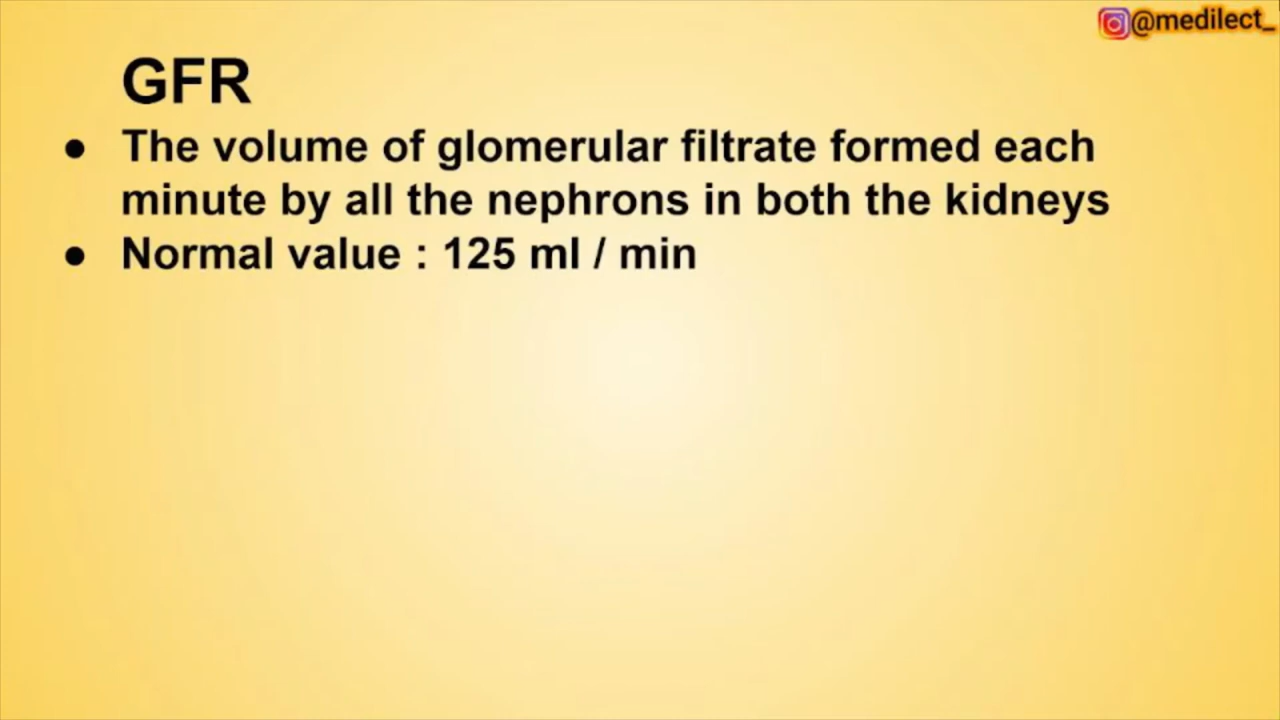 @medilect_
GFR
● The volume of glomerular filtrate formed each
minute by all the nephrons in both the kidneys
● Normal value : 125 ml / min